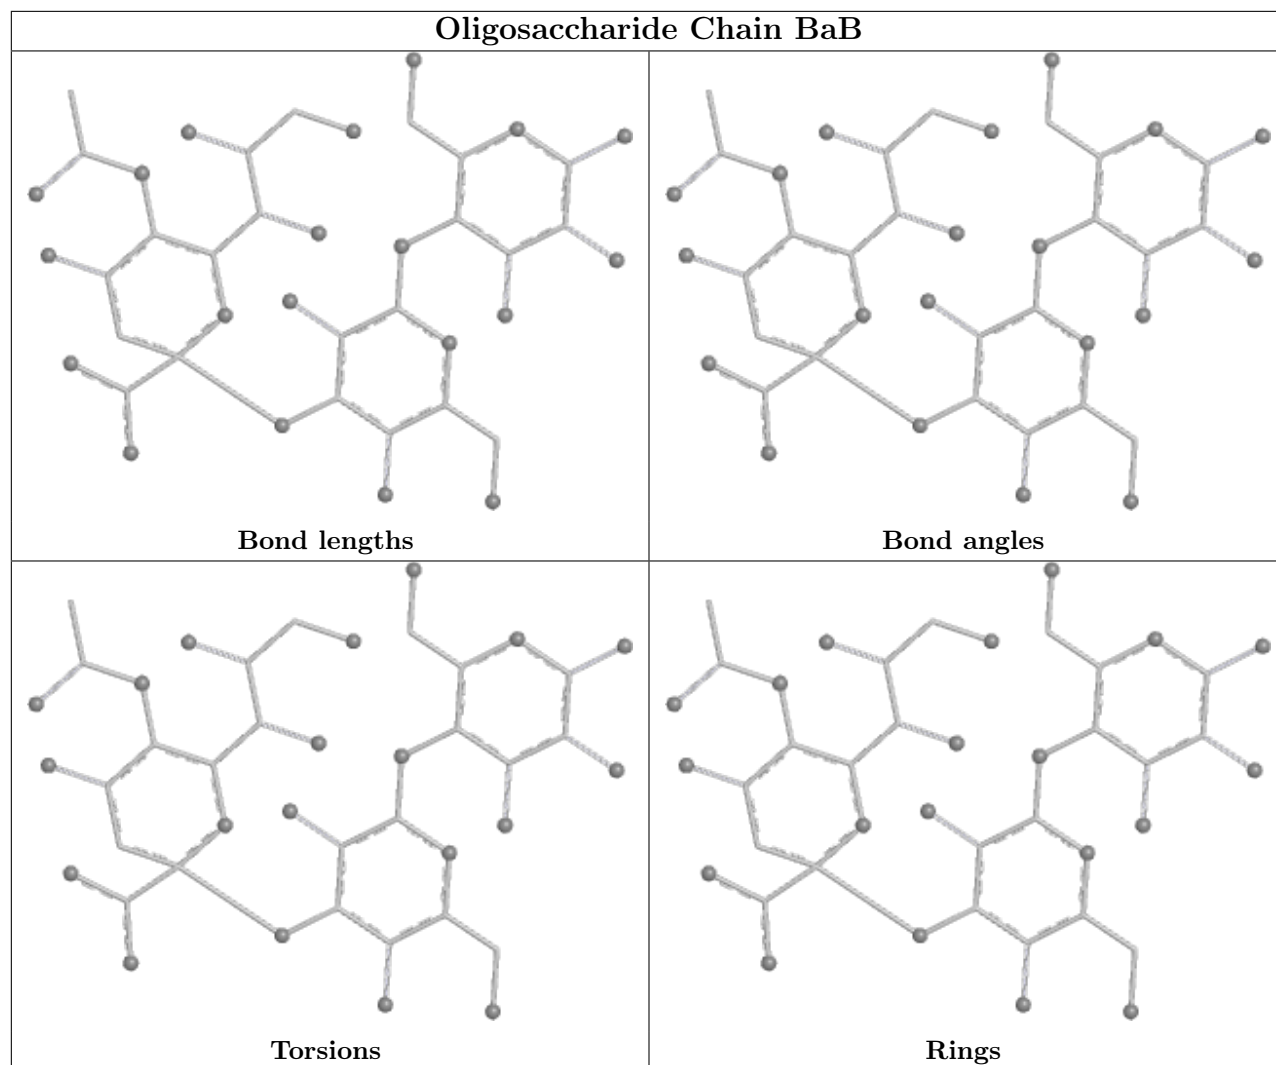 Oligosaccharide Chain BaB
Bond lengths
Bond angles
Torsions
Rings